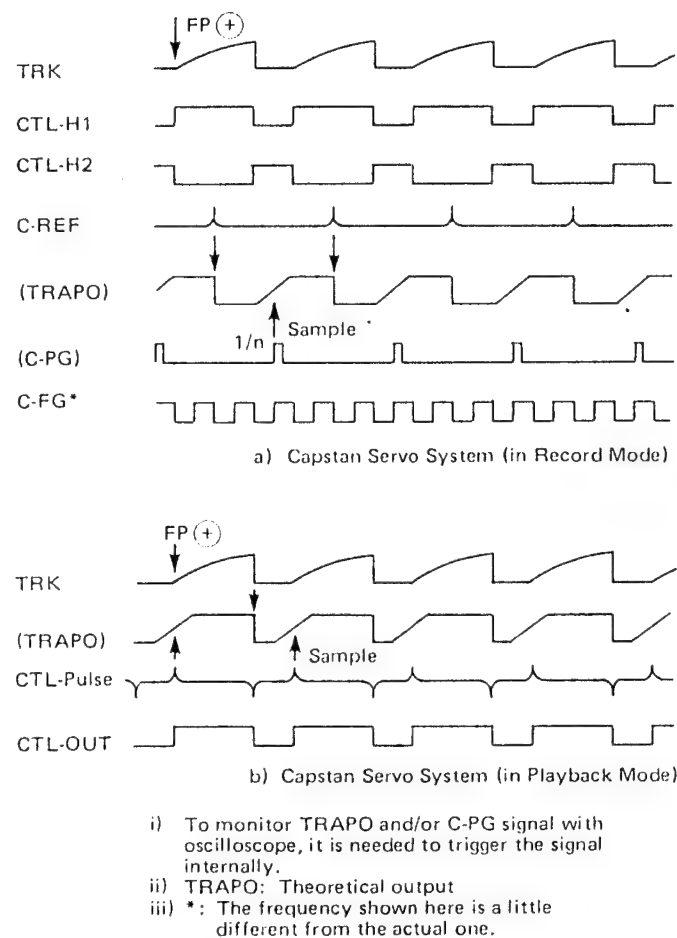 FP (+)
TRK
CTL-H1
CTL-H2
C-REF
(TRAPO)
1/n Sample
(C-PG)
C-FG*
a) Capstan Servo System (in Record Mode)
FP (+)
TRK
(TRAPO)
Sample
CTL-Pulse
CTL-OUT
b) Capstan Servo System (in Playback Mode)
i) To monitor TRAPO and/or C-PG signal with
oscilloscope, it is needed to trigger the signal
internally.
ii) TRAPO: Theoretical output
iii) *: The frequency shown here is a little
different from the actual one.